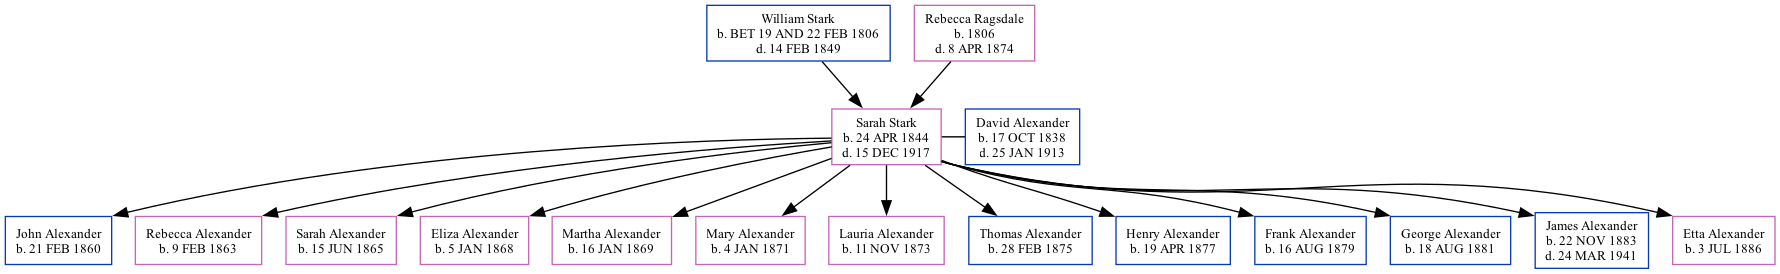 William Stark
b. BET 19 AND 22 FEB 1806
d. 14 FEB 1849
Rebecca Ragsdale
b. 1806
d. 8 APR 1874
Sarah Stark
b. 24 APR 1844
d. 15 DEC 1917
David Alexander
b. 17 OCT 1838
d. 25 JAN 1913
John Alexander
b. 21 FEB 1860
Rebecca Alexander
b. 9 FEB 1863
Sarah Alexander
b. 15 JUN 1865
Eliza Alexander
b. 5 JAN 1868
Martha Alexander
b. 16 JAN 1869
Mary Alexander
b. 4 JAN 1871
Lauria Alexander
b. 11 NOV 1873
Thomas Alexander
b. 28 FEB 1875
Henry Alexander
b. 19 APR 1877
Frank Alexander
b. 16 AUG 1879
George Alexander
b. 18 AUG 1881
James Alexander
b. 22 NOV 1883
d. 24 MAR 1941
Etta Alexander
b. 3 JUL 1886